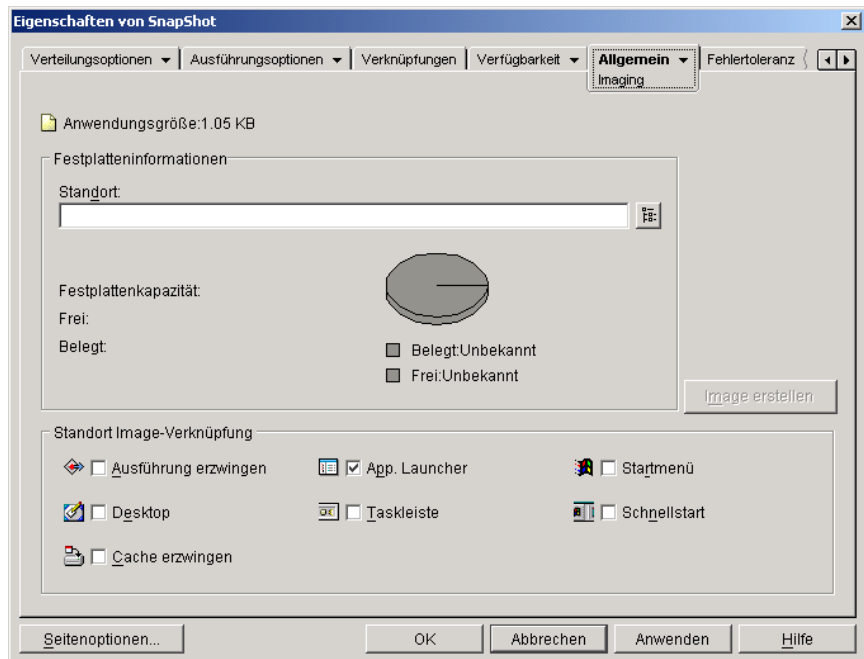 Eigenschaften von SnapShot
Verteilungsoptionen
Ausführungsoptionen
Verknüpfungen
Verfügbarkeit
Allgemein
Fehlertoleranz
Imaging
Anwendungsgröße:1.05 KB
Festplatteninformationen
Standort:
Festplattenkapazität:
Frei:
Belegt:
Belegt:Unbekannt
Frei:Unbekannt
Image erstellen
Standort Image-Verknüpfung
Ausführung erzwingen
App. Launcher
Startmenü
Desktop
Taskleiste
Schnellstart
Cache erzwingen
Seitenoptionen...
OK
Abbrechen
Anwenden
Hilfe